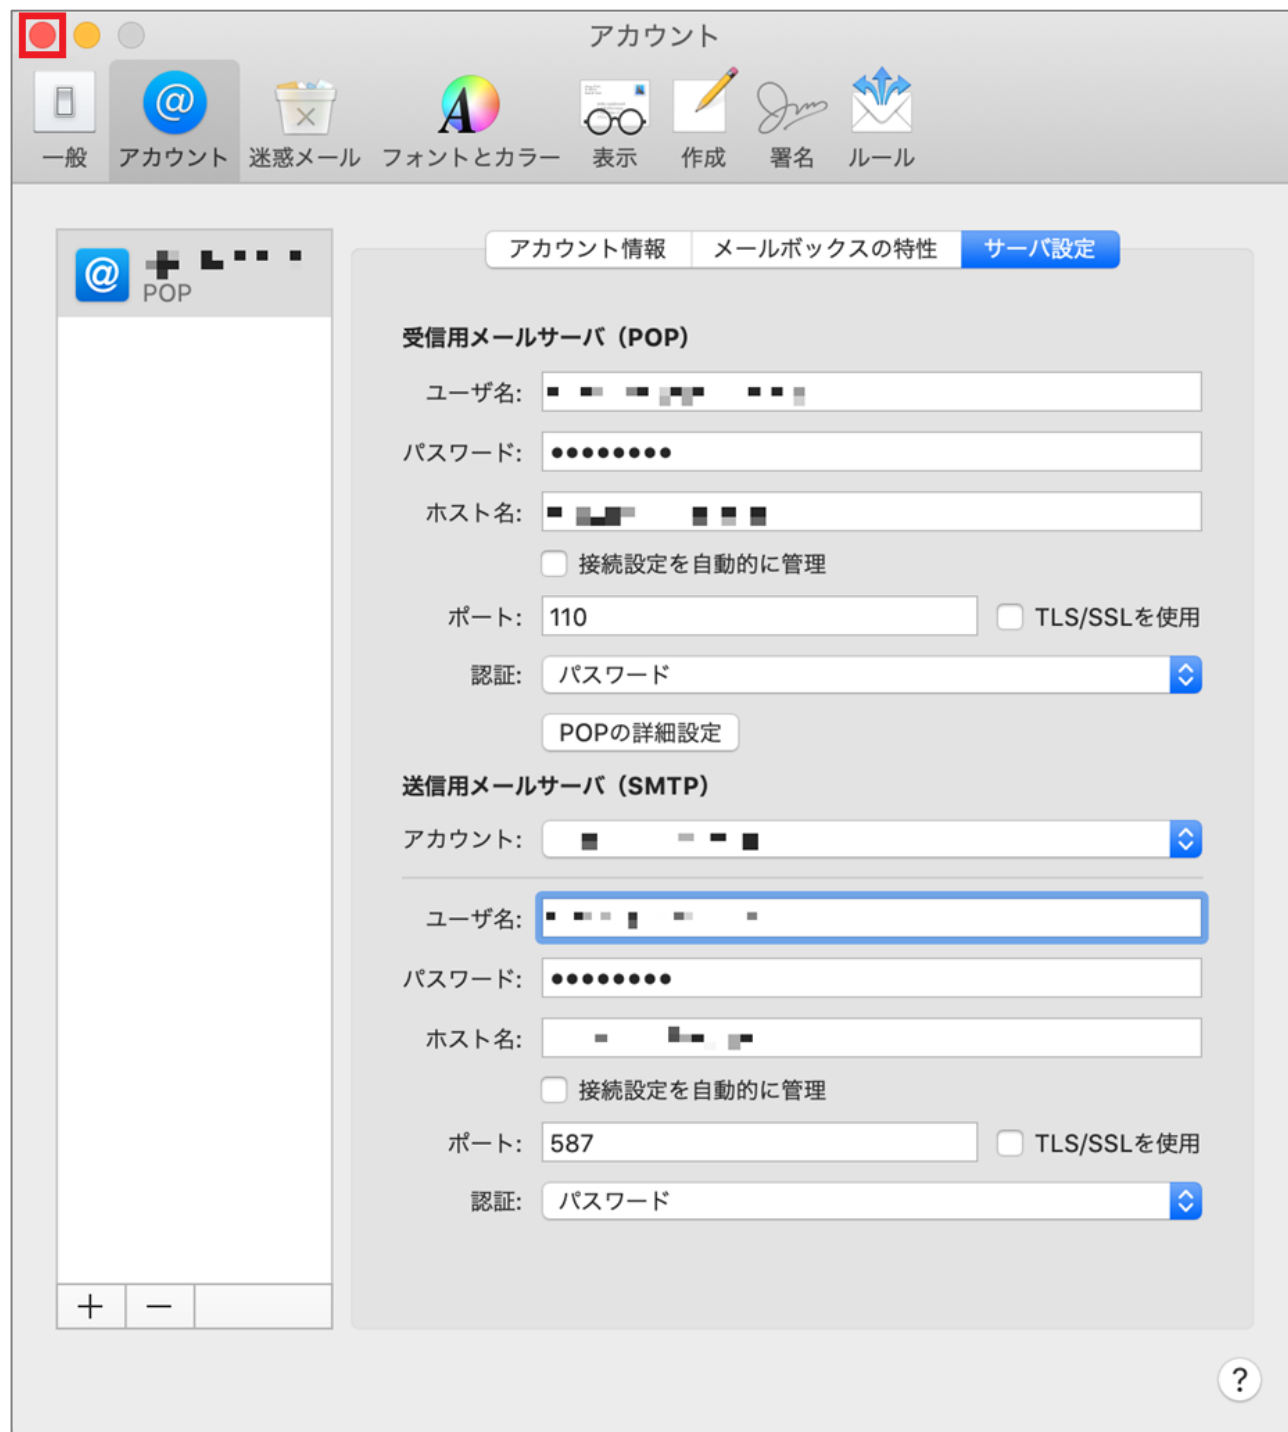 アカウント
一般 アカウント 迷惑メール フォントとカラー 表示 作成 署名 ルール
アカウント情報 メールボックスの特性 サーバ設定
POP
受信用メールサーバ（POP）
ユーザ名:
パスワード: ●●●●●●●●
ホスト名:
接続設定を自動的に管理
ポート: 110 TLS/SSLを使用
認証: パスワード
POPの詳細設定
送信用メールサーバ（SMTP）
アカウント:
ユーザ名:
パスワード: ●●●●●●●●
ホスト名:
接続設定を自動的に管理
ポート: 587 TLS/SSLを使用
認証: パスワード
?